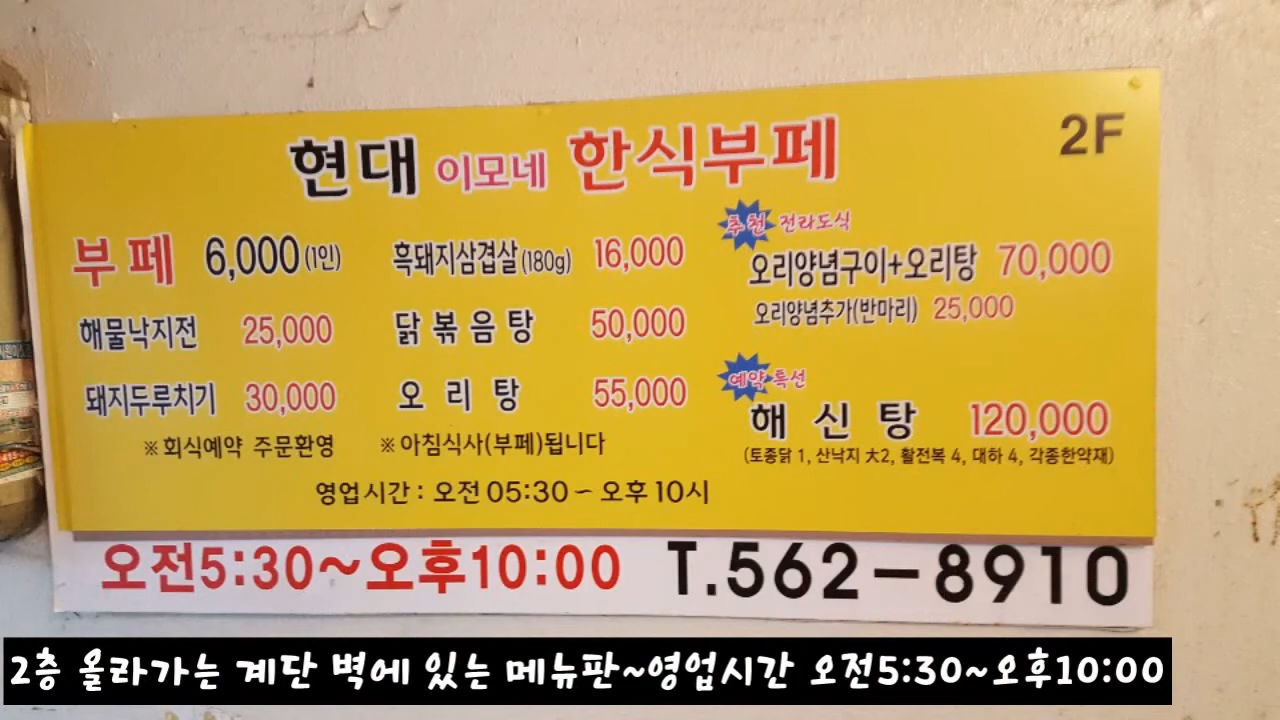 현대 이모네 한식부페 2F
부페 6,000(1인)
해물낙지전 25,000
돼지두루치기 30,000
흑돼지삼겹살(180g) 16,000
닭볶음탕 50,000
오리탕 55,000
추천 전라도식
오리양념구이+오리탕 70,000
오리양념추가(반마리) 25,000
예약 특선
해신탕 120,000
(토종닭 1, 산낙지 大2, 활전복 4, 대하 4, 각종한약재)
※회식예약 주문환영 ※아침식사(부페)됩니다
영업시간 : 오전 05:30 ~ 오후 10시
오전5:30~오후10:00 T.562-8910
2층 올라가는 계단 벽에 있는 메뉴판~영업시간 오전5:30~오후10:00